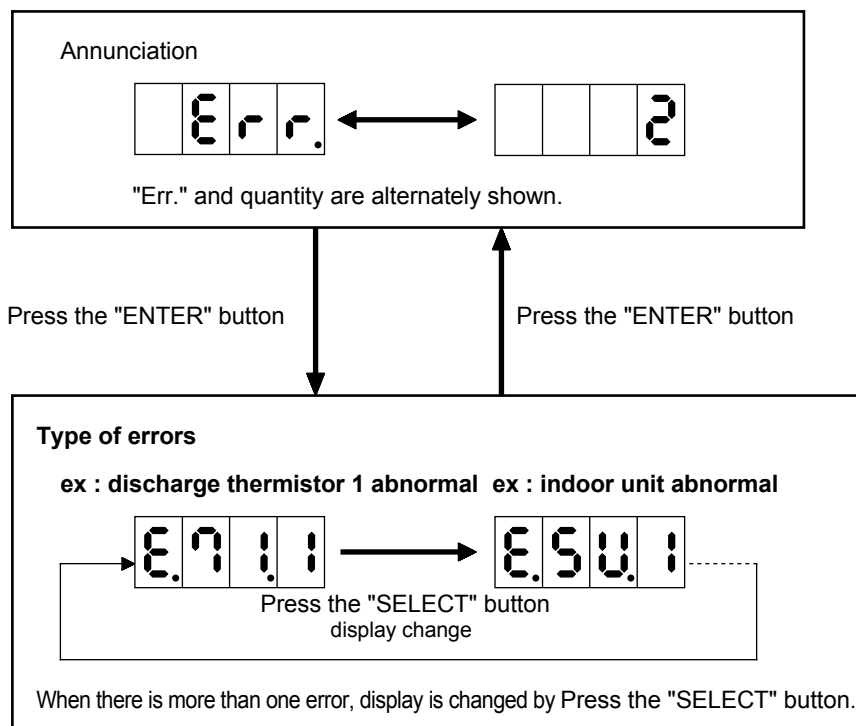 Annunciation
Err. 2
"Err." and quantity are alternately shown.
Press the "ENTER" button Press the "ENTER" button
Type of errors
ex : discharge thermistor 1 abnormal ex : indoor unit abnormal
E.71.1 E.5U.1
Press the "SELECT" button
display change
When there is more than one error, display is changed by Press the "SELECT" button.